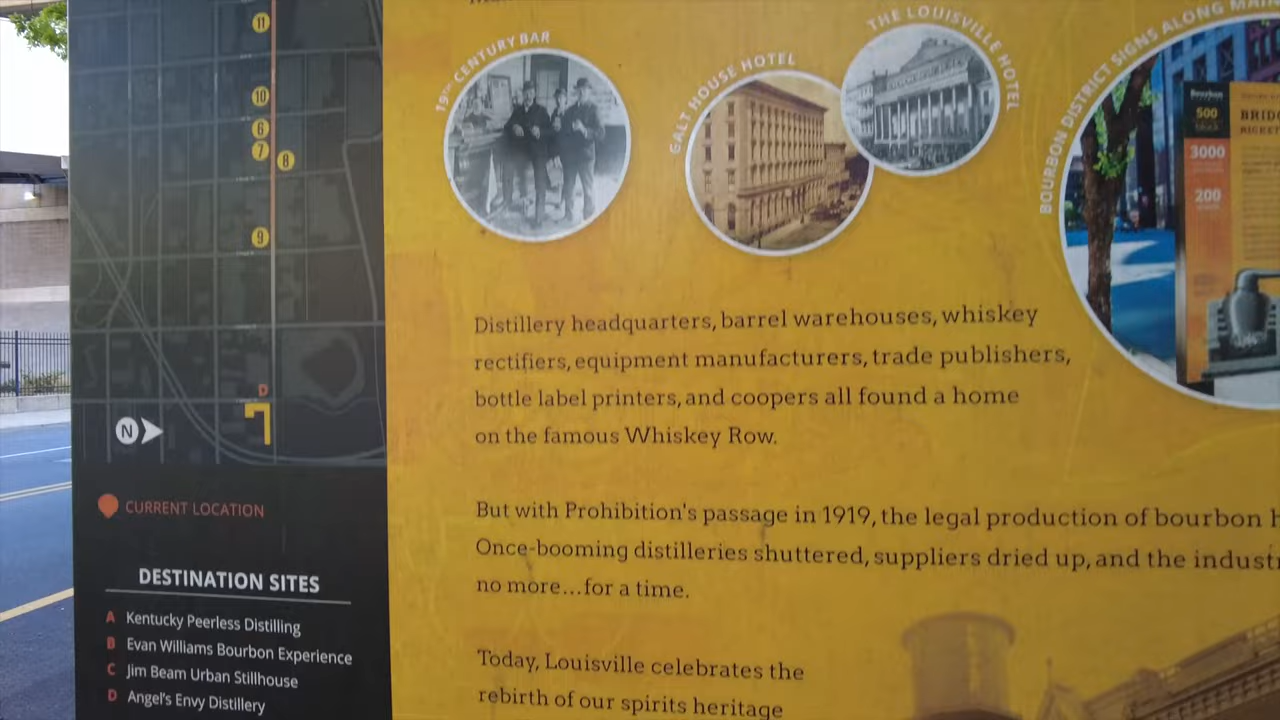 11
10
6
7
8
9
D
N
CURRENT LOCATION
DESTINATION SITES
A Kentucky Peerless Distilling
B Evan Williams Bourbon Experience
C Jim Beam Urban Stillhouse
D Angel's Envy Distillery
19TH CENTURY BAR
GALT HOUSE HOTEL
THE LOUISVILLE HOTEL
BOURBON DISTRICT SIGNS ALONG MAIN
Bourbon
500
3000
200
Distillery headquarters, barrel warehouses, whiskey
rectifiers, equipment manufacturers, trade publishers,
bottle label printers, and coopers all found a home
on the famous Whiskey Row.
But with Prohibition's passage in 1919, the legal production of bourbon
Once-booming distilleries shuttered, suppliers dried up, and the
no more...for a time.
Today, Louisville celebrates the
rebirth of our spirits heritage